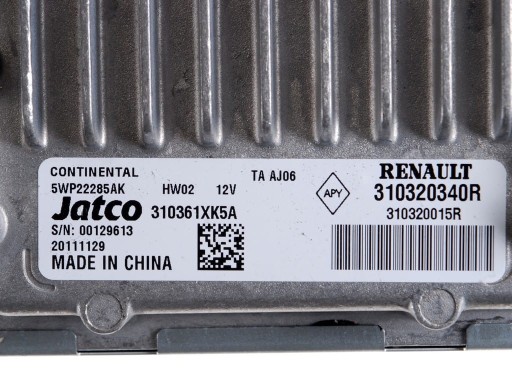 CONTINENTAL
5WP22285AK HW02 12V TA AJ06
Jatco 310361XK5A
S/N: 00129613
20111129
MADE IN CHINA
APY
RENAULT
310320340R
310320015R